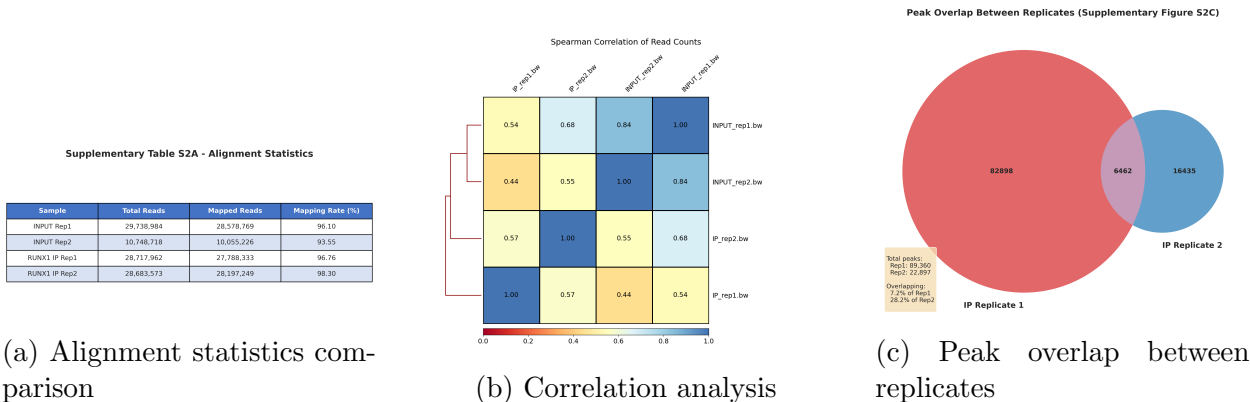 Supplementary Table S2A - Alignment Statistics
Sample Total Reads Mapped Reads Mapping Rate (%)
INPUT Rep1 29,738,984 28,578,769 96.10
INPUT Rep2 10,748,718 10,055,226 93.55
RUNX1 IP Rep1 28,717,962 27,788,333 96.76
RUNX1 IP Rep2 28,683,573 28,197,249 98.30
(a) Alignment statistics com-
parison
Spearman Correlation of Read Counts
IP_rep1.bw IP_rep2.bw INPUT_rep2.bw INPUT_rep1.bw
0.54 0.68 0.84 1.00 INPUT_rep1.bw
0.44 0.55 1.00 0.84 INPUT_rep2.bw
0.57 1.00 0.55 0.68 IP_rep2.bw
1.00 0.57 0.44 0.54 IP_rep1.bw
0.0 0.2 0.4 0.6 0.8 1.0
(b) Correlation analysis
Peak Overlap Between Replicates (Supplementary Figure S2C)
82898 6462 16435
IP Replicate 2
Total peaks:
Rep1: 89,360
Rep2: 22,897
Overlapping:
7.2% of Rep1
28.2% of Rep2
IP Replicate 1
(c) Peak overlap between
replicates